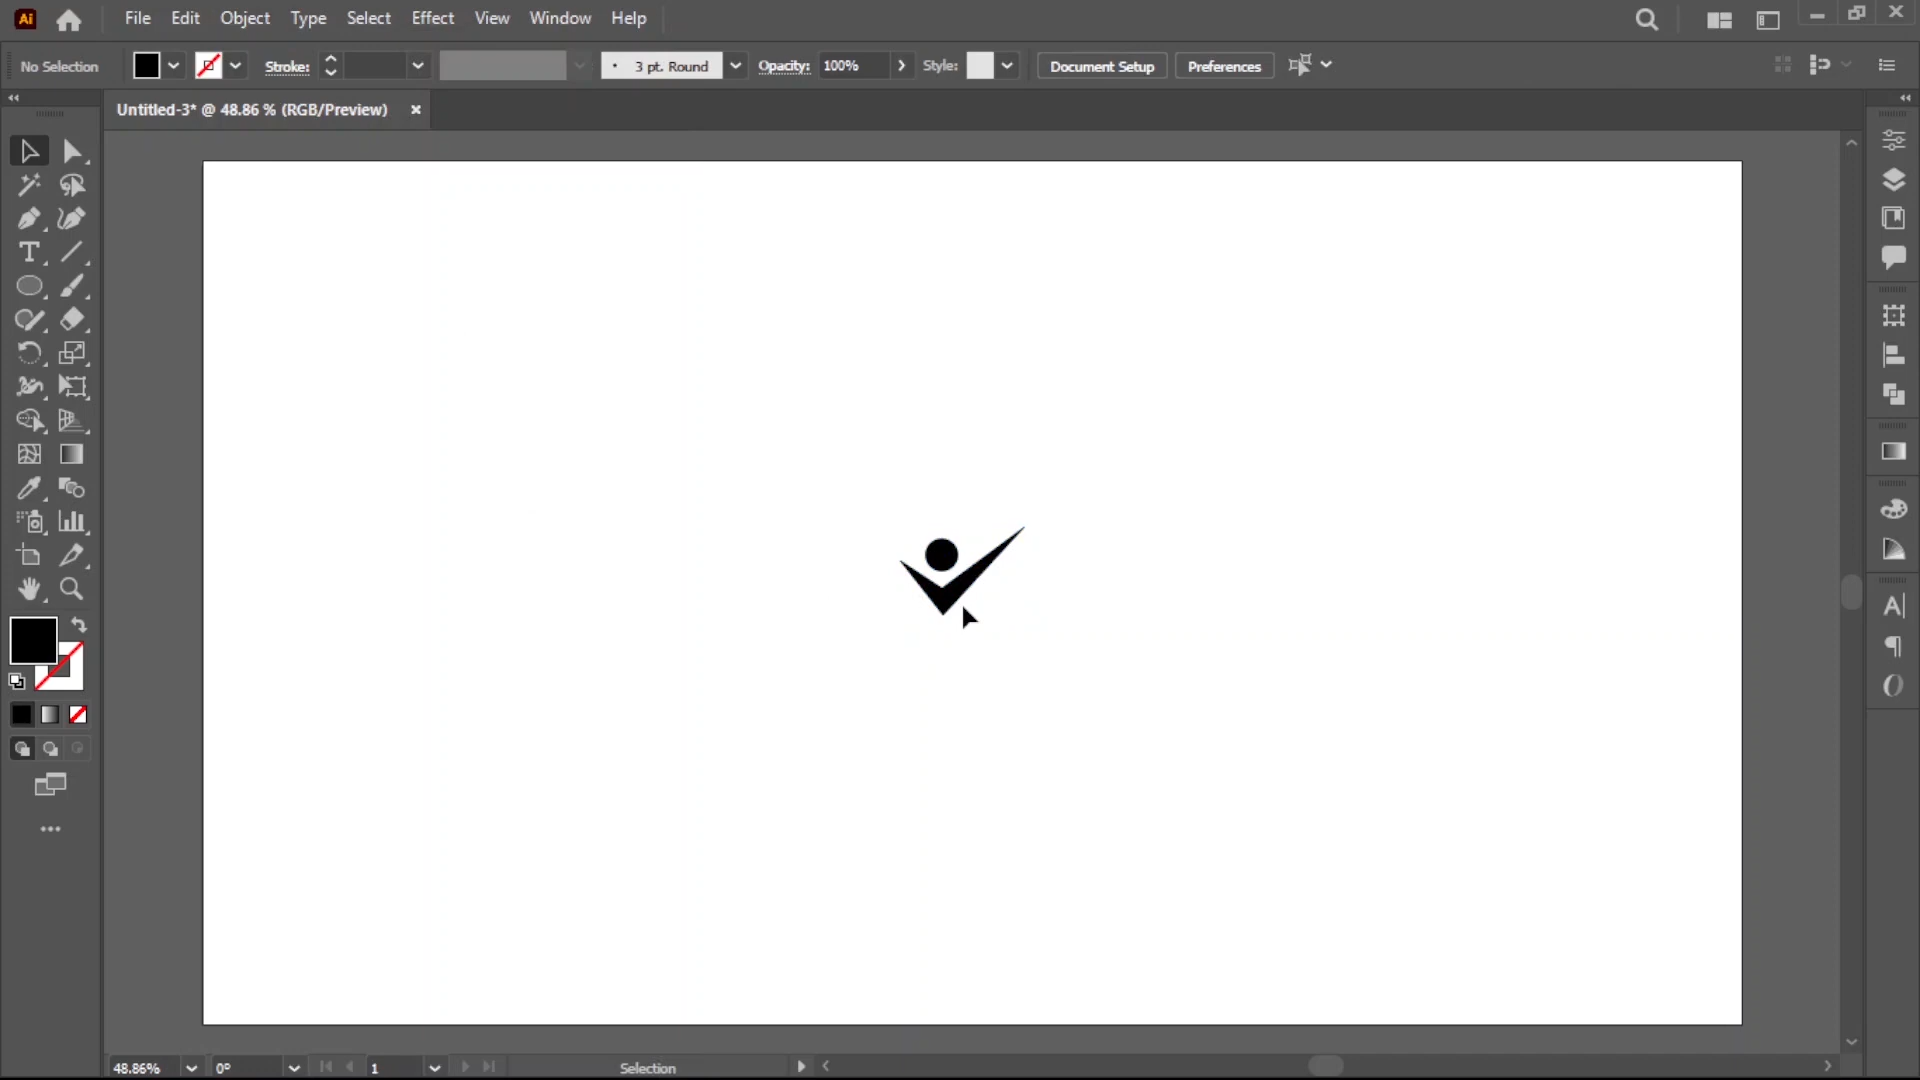 Ai File Edit Object Type Select Effect View Window Help
No Selection Stroke: 3 pt. Round Opacity: 100% Style: Document Setup Preferences
Untitled-3* @ 48.86 % (RGB/Preview) ×
48.86% 0° 1 Selection